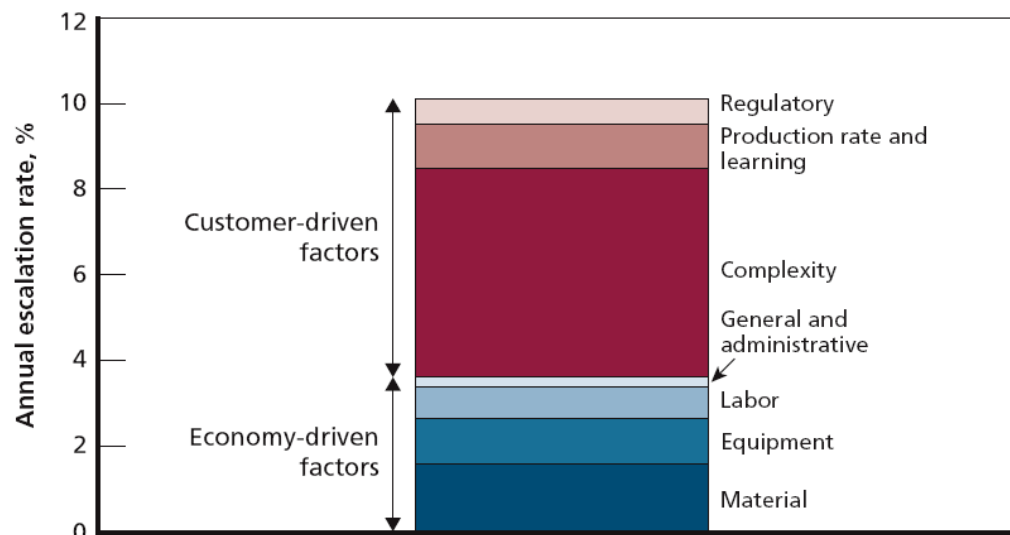 12
10
8
6
4
2
0
Annual escalation rate, %
Customer-driven
factors
Economy-driven
factors
Regulatory
Production rate and
learning
Complexity
General and
administrative
Labor
Equipment
Material